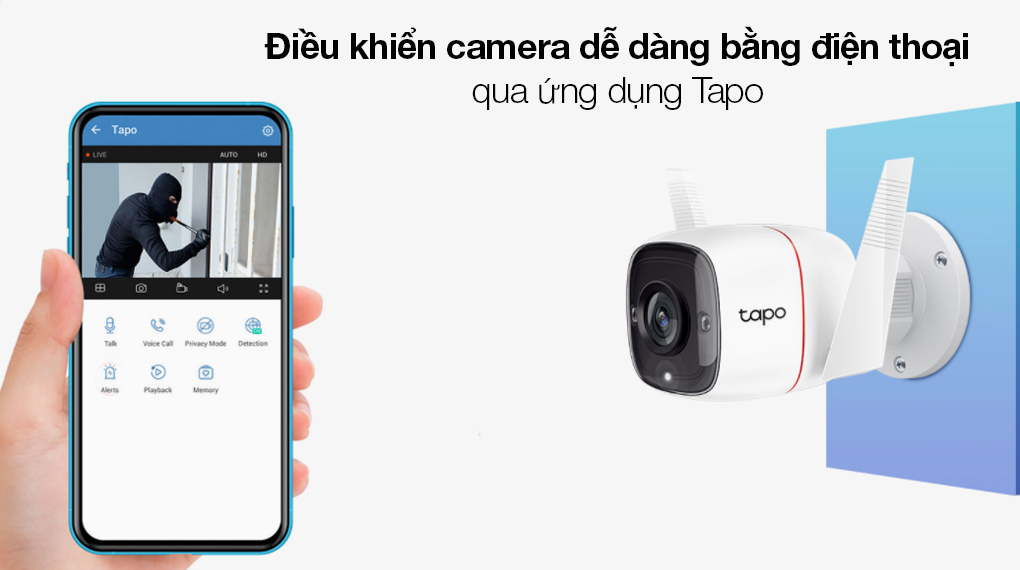 Điều khiển camera dễ dàng bằng điện thoại
qua ứng dụng Tapo
Tapo
LIVE AUTO HD
Talk Voice Call Privacy Mode Detection
Alerts Playback Memory
tapo